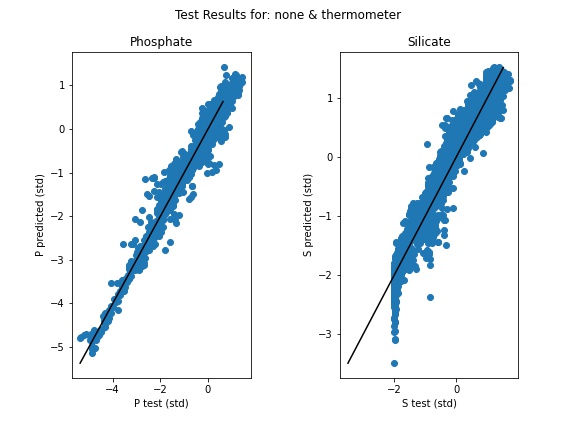 Test Results for: none & thermometer
Phosphate
Silicate
P predicted (std)
1
0
−1
−2
−3
−4
−5
−4
−2
0
P test (std)
S predicted (std)
1
0
−1
−2
−3
−2
0
S test (std)